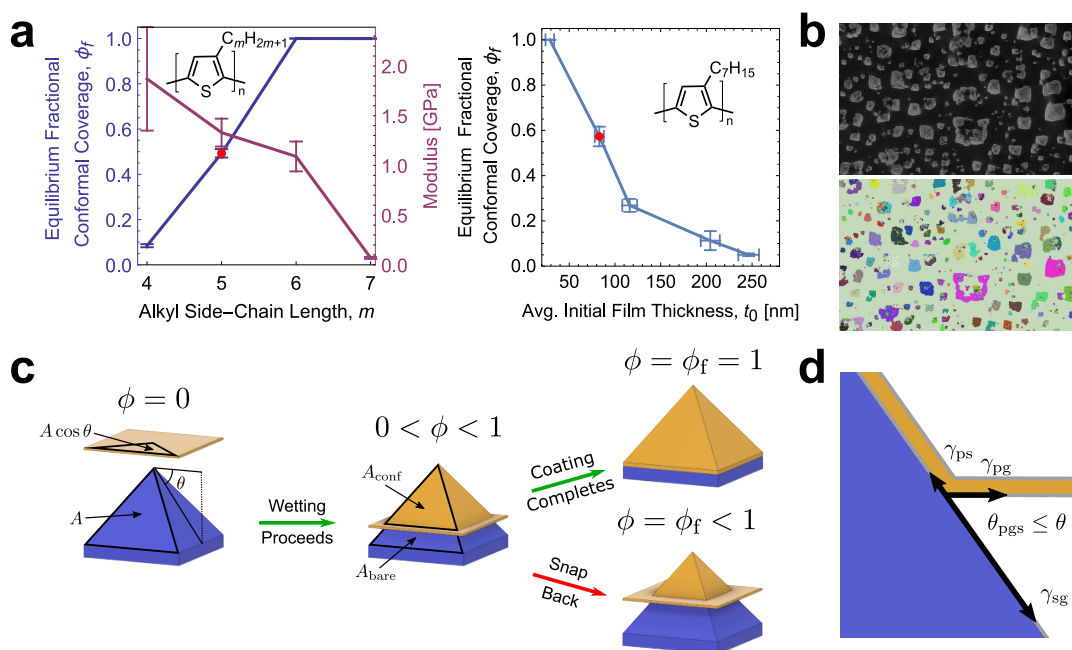 a
Equilibrium Fractional
Conformal Coverage, ϕf
1.0
0.8
0.6
0.4
0.2
0.0
4
5
6
7
Alkyl Side−Chain Length, m
CmH2m+1
S
n
2.0
1.5
1.0
0.5
0.0
Modulus [GPa]
Equilibrium Fractional
Conformal Coverage, ϕf
1.0
0.8
0.6
0.4
0.2
0.0
50
100
150
200
250
Avg. Initial Film Thickness, t0 [nm]
C7H15
S
n
b
c
ϕ = 0
A cos θ
θ
A
Wetting
Proceeds
0 < ϕ < 1
Aconf
Abare
Coating
Completes
Snap
Back
ϕ = ϕf = 1
ϕ = ϕf < 1
d
γps
γpg
θpgs ≤ θ
γsg